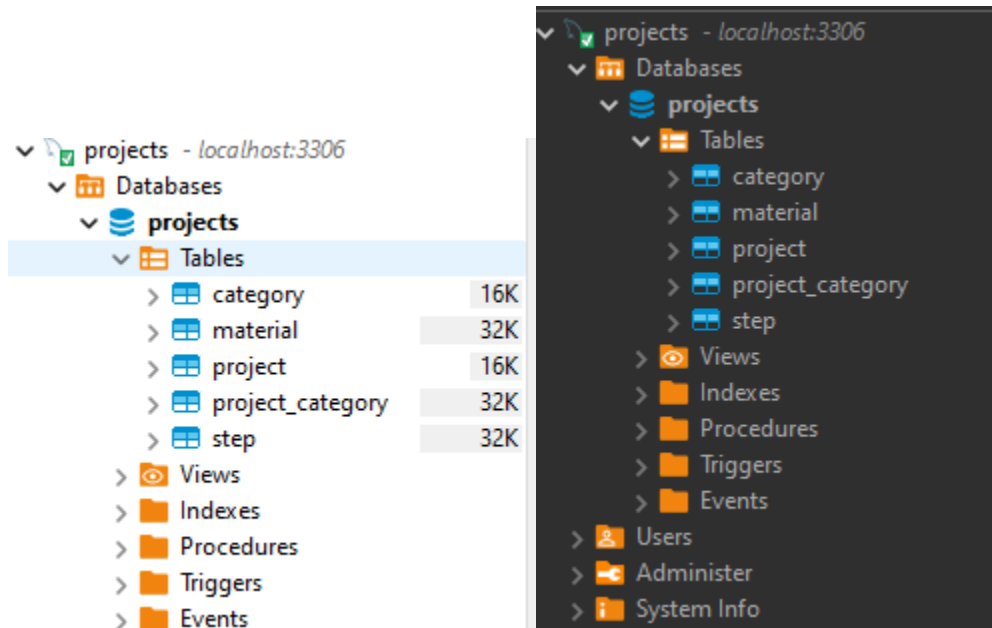 projects - localhost:3306
Databases
projects
Tables
category 16K
material 32K
project 16K
project_category 32K
step 32K
Views
Indexes
Procedures
Triggers
Events
projects - localhost:3306
Databases
projects
Tables
category
material
project
project_category
step
Views
Indexes
Procedures
Triggers
Events
Users
Administer
System Info